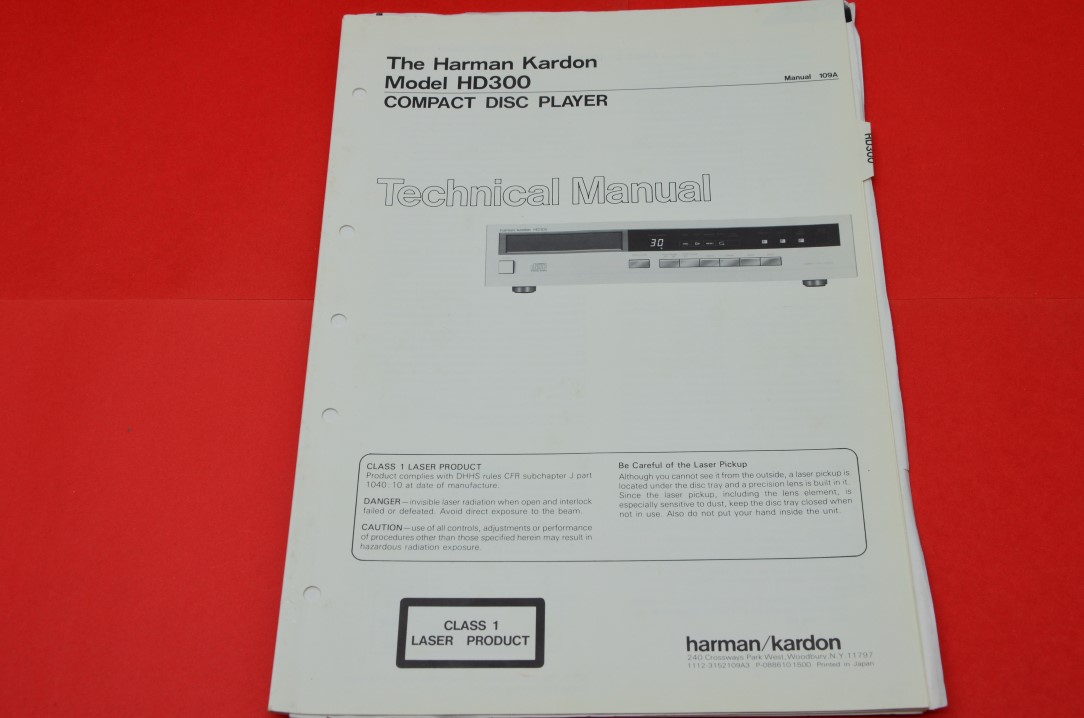 The Harman Kardon
Model HD300
Manual 109A
COMPACT DISC PLAYER
HD300
Technical Manual
30
CLASS 1 LASER PRODUCT
Product complies with DHHS rules CFR subchapter J part
1040 : 10 at date of manufacture.
DANGER—invisible laser radiation when open and interlock
failed or defeated. Avoid direct exposure to the beam.
CAUTION—use of all controls, adjustments or performance
of procedures other than those specified herein may result in
hazardous radiation exposure.
Be Careful of the Laser Pickup
Although you cannot see it from the outside, a laser pickup is
located under the disc tray and a precision lens is built in it.
Since the laser pickup, including the lens element, is
especially sensitive to dust, keep the disc tray closed when
not in use. Also do not put your hand inside the unit.
CLASS 1
LASER PRODUCT
harman/kardon
240 Crossways Park West, Woodbury, N.Y. 11797
1112-3152109A3 P-0886101500 Printed in Japan